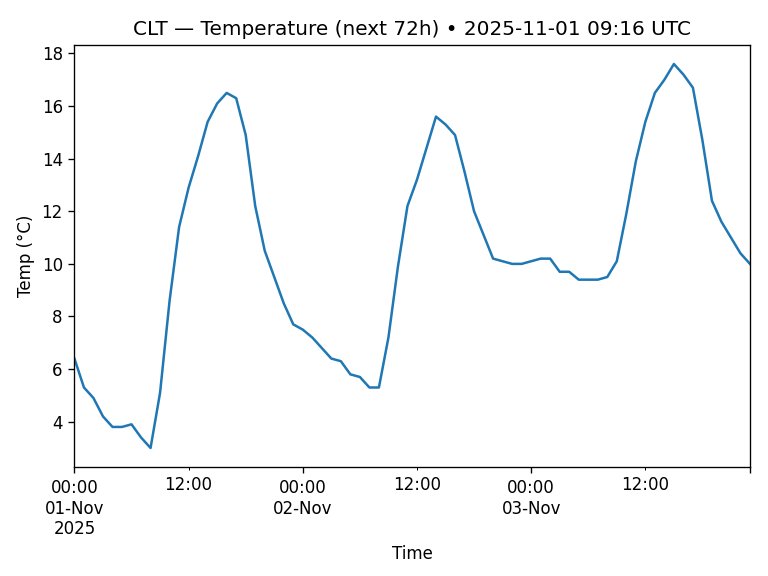 CLT — Temperature (next 72h) • 2025-11-01 09:16 UTC
Temp (°C)
18
16
14
12
10
8
6
4
00:00 12:00 00:00 12:00 00:00 12:00
01-Nov 02-Nov 03-Nov
2025
Time